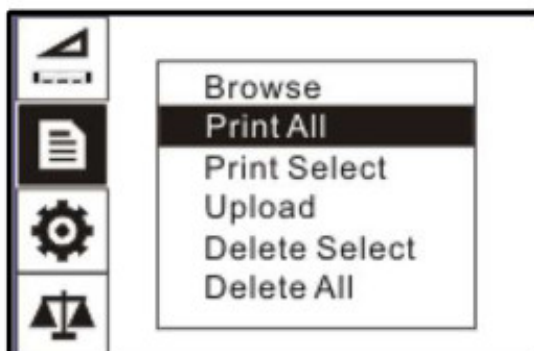 Browse
Print All
Print Select
Upload
Delete Select
Delete All